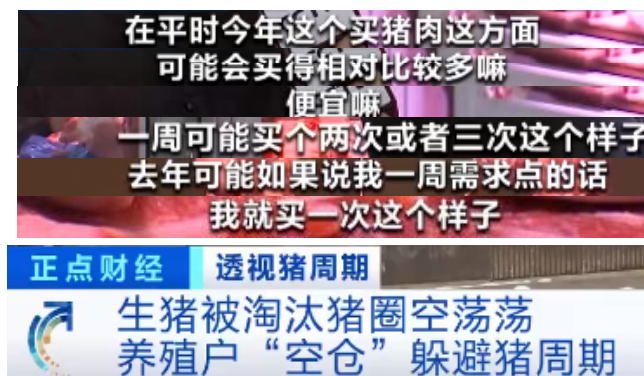 在平时今年这个买猪肉这方面
可能会买得相对比较多嘛
便宜嘛
一周可能买个两次或者三次这个样子
去年可能如果说我一周需求点的话
我就买一次这个样子
正点财经 透视猪周期
生猪被淘汰猪圈空荡荡
养殖户“空仓”躲避猪周期